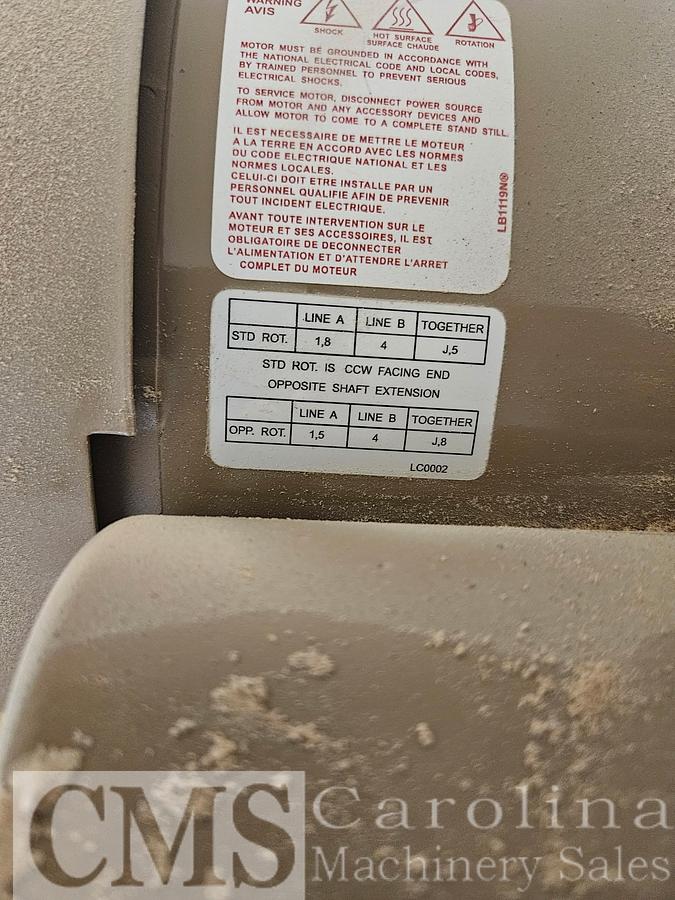 WARNING
AVIS
SHOCK
HOT SURFACE
SURFACE CHAUDE
ROTATION
MOTOR MUST BE GROUNDED IN ACCORDANCE WITH
THE NATIONAL ELECTRICAL CODE AND LOCAL CODES,
BY TRAINED PERSONNEL TO PREVENT SERIOUS
ELECTRICAL SHOCKS.
TO SERVICE MOTOR, DISCONNECT POWER SOURCE
FROM MOTOR AND ANY ACCESSORY DEVICES AND
ALLOW MOTOR TO COME TO A COMPLETE STAND STILL.
IL EST NECESSAIRE DE METTRE LE MOTEUR
A LA TERRE EN ACCORD AVEC LES NORMES
DU CODE ELECTRIQUE NATIONAL ET LES
NORMES LOCALES.
CELUI-CI DOIT ETRE INSTALLE PAR UN
PERSONNEL QUALIFIE AFIN DE PREVENIR
TOUT INCIDENT ELECTRIQUE.
AVANT TOUTE INTERVENTION SUR LE
MOTEUR ET SES ACCESSOIRES, IL EST
OBLIGATOIRE DE DECONNECTER
L'ALIMENTATION ET D'ATTENDRE L'ARRET
COMPLET DU MOTEUR
LB1119N®
LINE A LINE B TOGETHER
STD ROT. 1,8 4 J,5
STD ROT. IS CCW FACING END
OPPOSITE SHAFT EXTENSION
LINE A LINE B TOGETHER
OPP. ROT. 1,5 4 J,8
LC0002
CMS Carolina
Machinery Sales